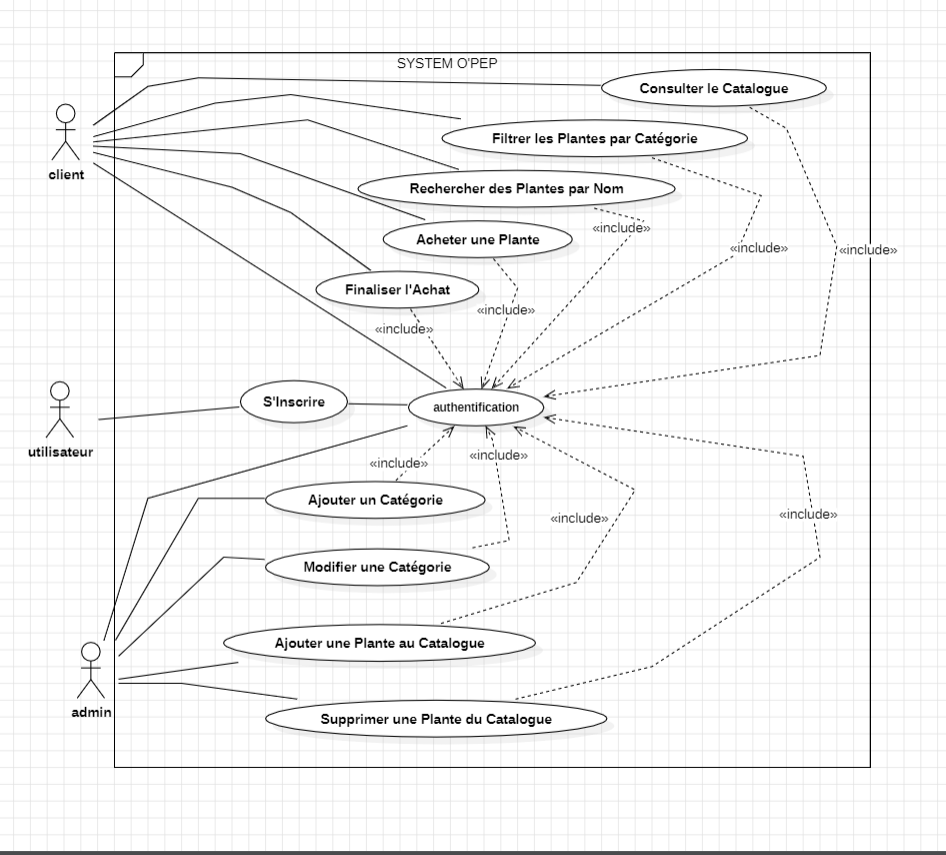 SYSTEM O'PEP
Consulter le Catalogue
Filtrer les Plantes par Catégorie
client
Rechercher des Plantes par Nom
«include»
Acheter une Plante
«include»
«include»
Finaliser l'Achat
«include»
«include»
S'Inscrire
authentification
utilisateur
«include»
«include»
Ajouter un Catégorie
«include»
«include»
Modifier une Catégorie
Ajouter une Plante au Catalogue
admin
Supprimer une Plante du Catalogue